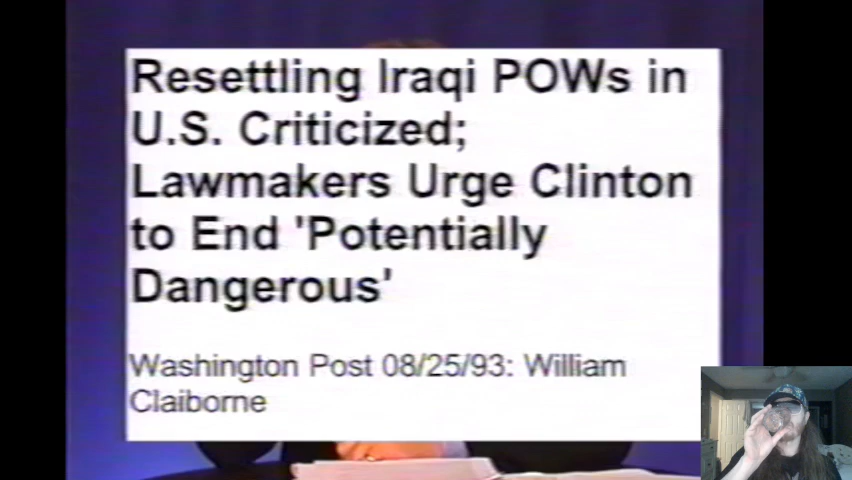 Resettling Iraqi POWs in
U.S. Criticized;
Lawmakers Urge Clinton
to End 'Potentially
Dangerous'
Washington Post 08/25/93: William
Claiborne